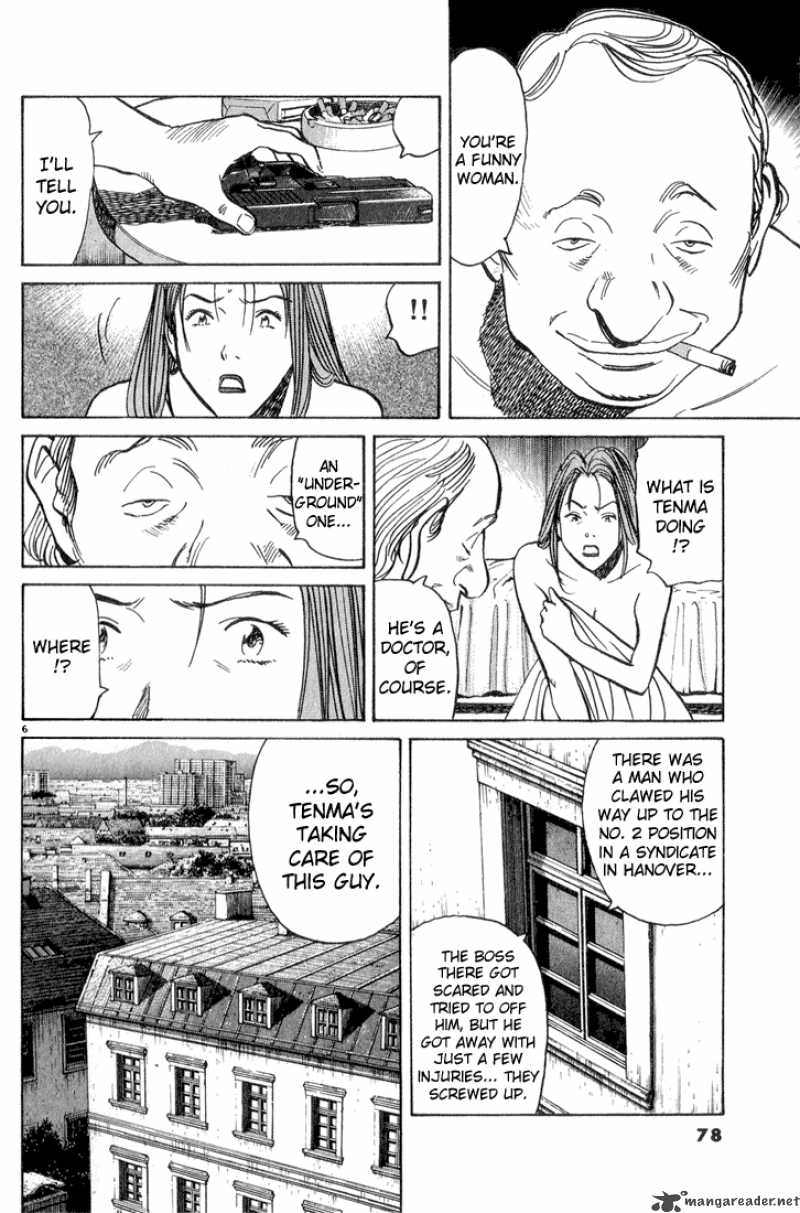 YOU'RE
A FUNNY
WOMAN.
I'LL
TELL
YOU.
!!
WHAT IS
TENMA
DOING
!?
HE'S A
DOCTOR,
OF
COURSE.
AN
"UNDER-
GROUND"
ONE...
WHERE
!?
6
THERE WAS
A MAN WHO
CLAWED HIS
WAY UP TO THE
NO. 2 POSITION
IN A SYNDICATE
IN HANOVER...
THE BOSS
THERE GOT
SCARED AND
TRIED TO OFF
HIM, BUT HE
GOT AWAY WITH
JUST A FEW
INJURIES... THEY
SCREWED UP.
...SO,
TENMA'S
TAKING
CARE OF
THIS GUY.
78
mangareader.net